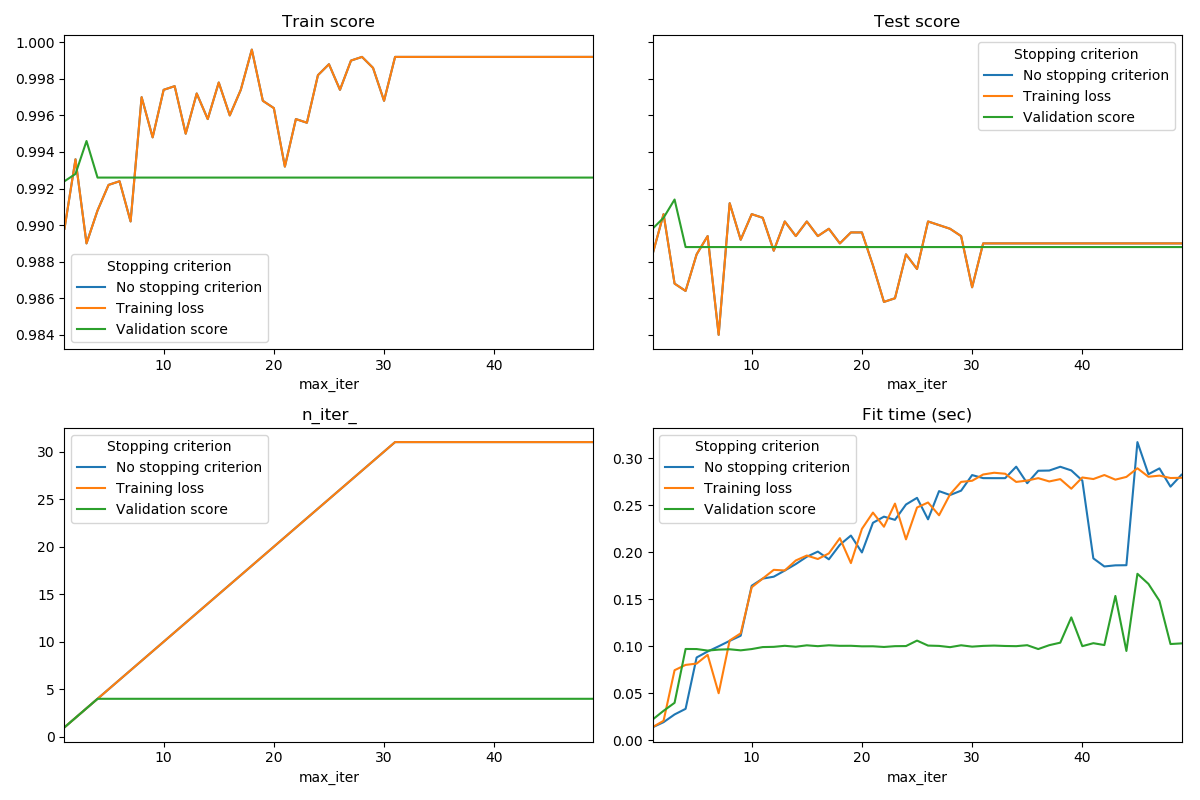 Train score
1.000
0.998
0.996
0.994
0.992
0.990
0.988
0.986
0.984
Stopping criterion
No stopping criterion
Training loss
Validation score
10 20 30 40
max_iter
Test score
Stopping criterion
No stopping criterion
Training loss
Validation score
10 20 30 40
max_iter
n_iter_
30
25
20
15
10
5
0
Stopping criterion
No stopping criterion
Training loss
Validation score
10 20 30 40
max_iter
Fit time (sec)
0.30
0.25
0.20
0.15
0.10
0.05
0.00
Stopping criterion
No stopping criterion
Training loss
Validation score
10 20 30 40
max_iter